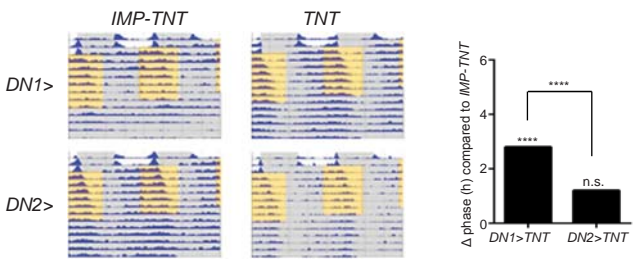 IMP-TNT TNT
DN1>
DN2>
Δ phase (h) compared to IMP-TNT
6
4
2
0
****
****
n.s.
DN1>TNT DN2>TNT